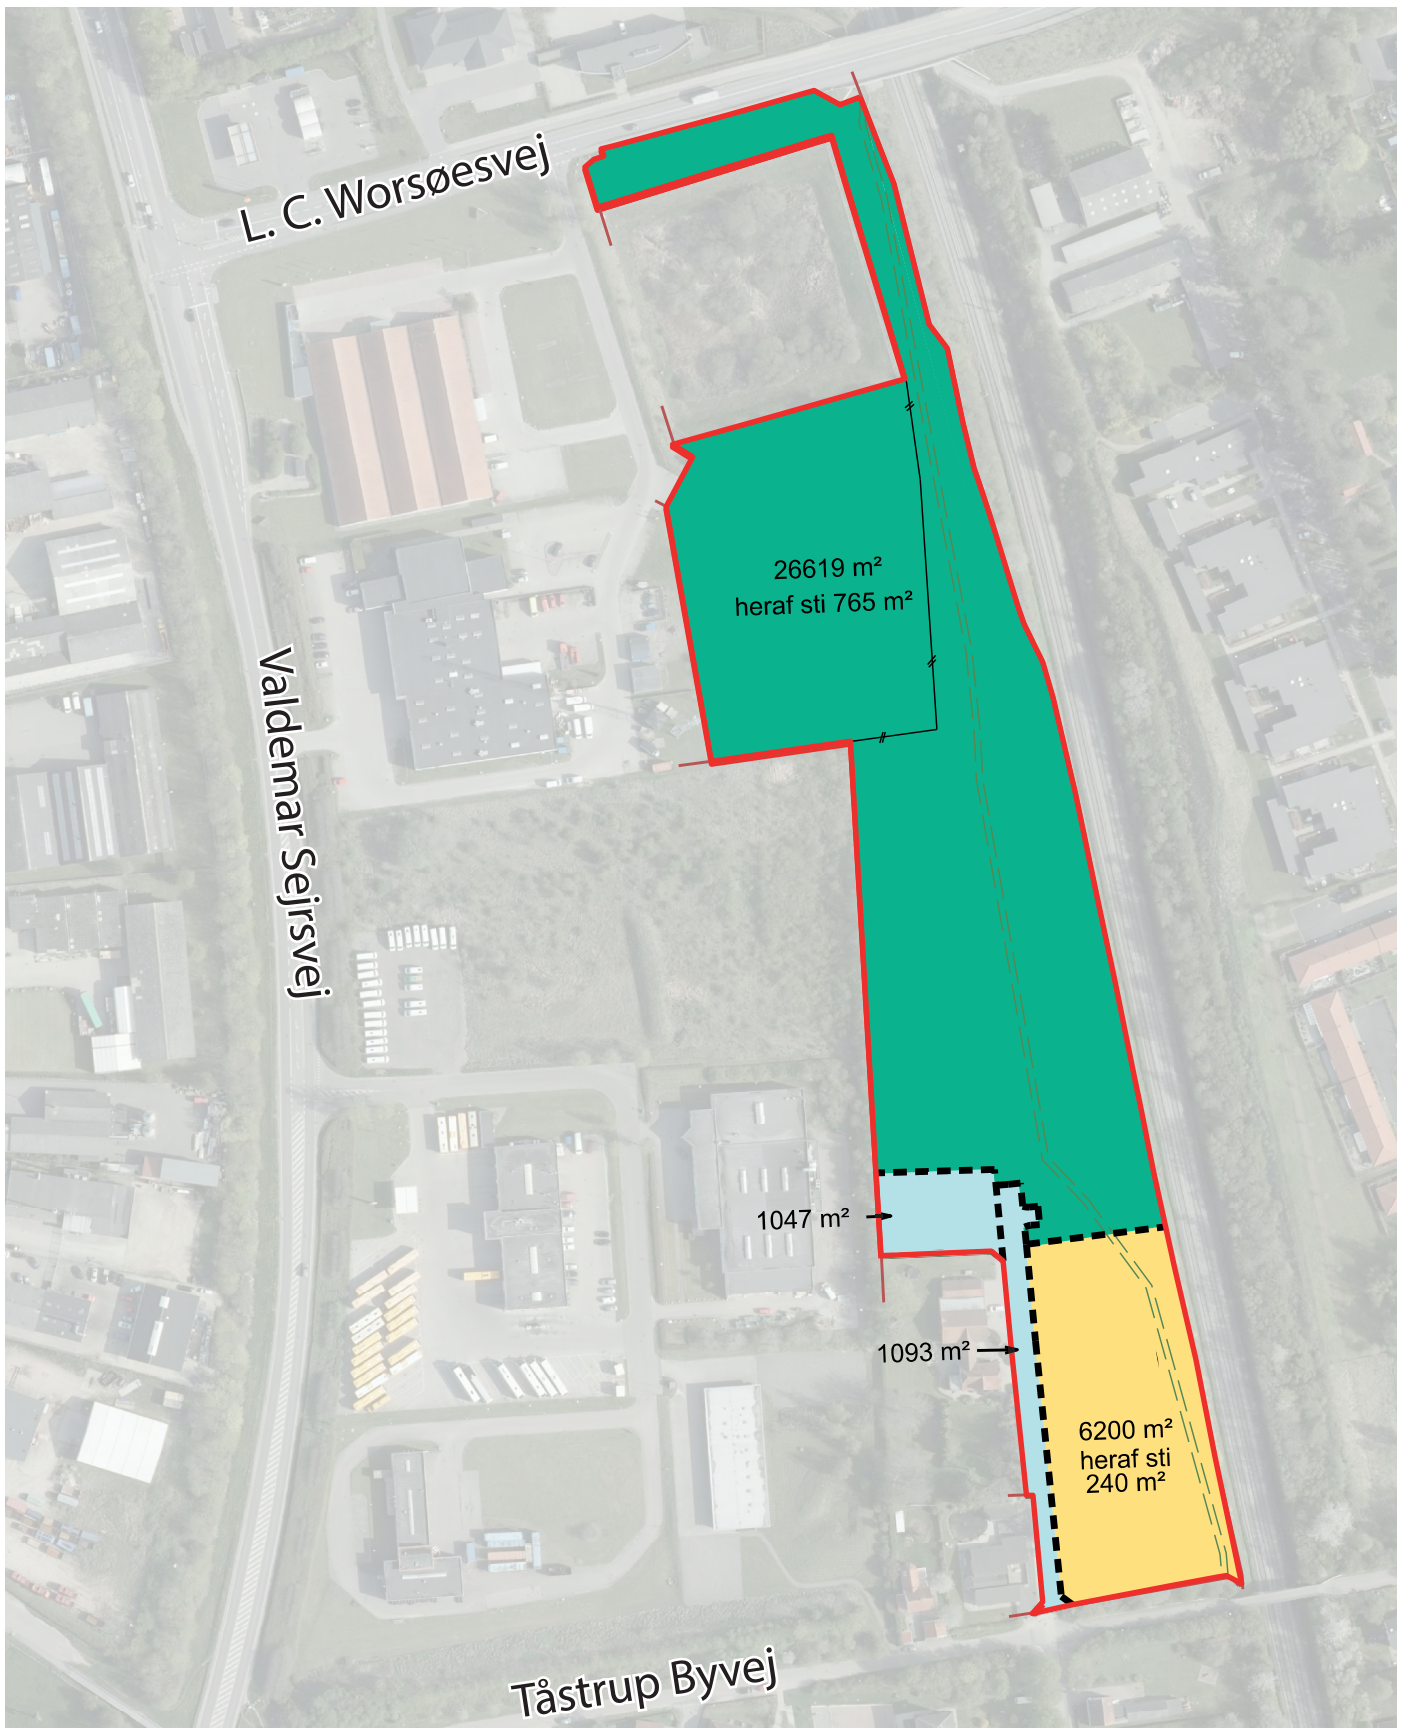 L. C. Worsøesvej
26619 m²
heraf sti 765 m²
Valdemar Sejrsvej
1047 m²
1093 m²
6200 m²
heraf sti
240 m²
Tåstrup Byvej